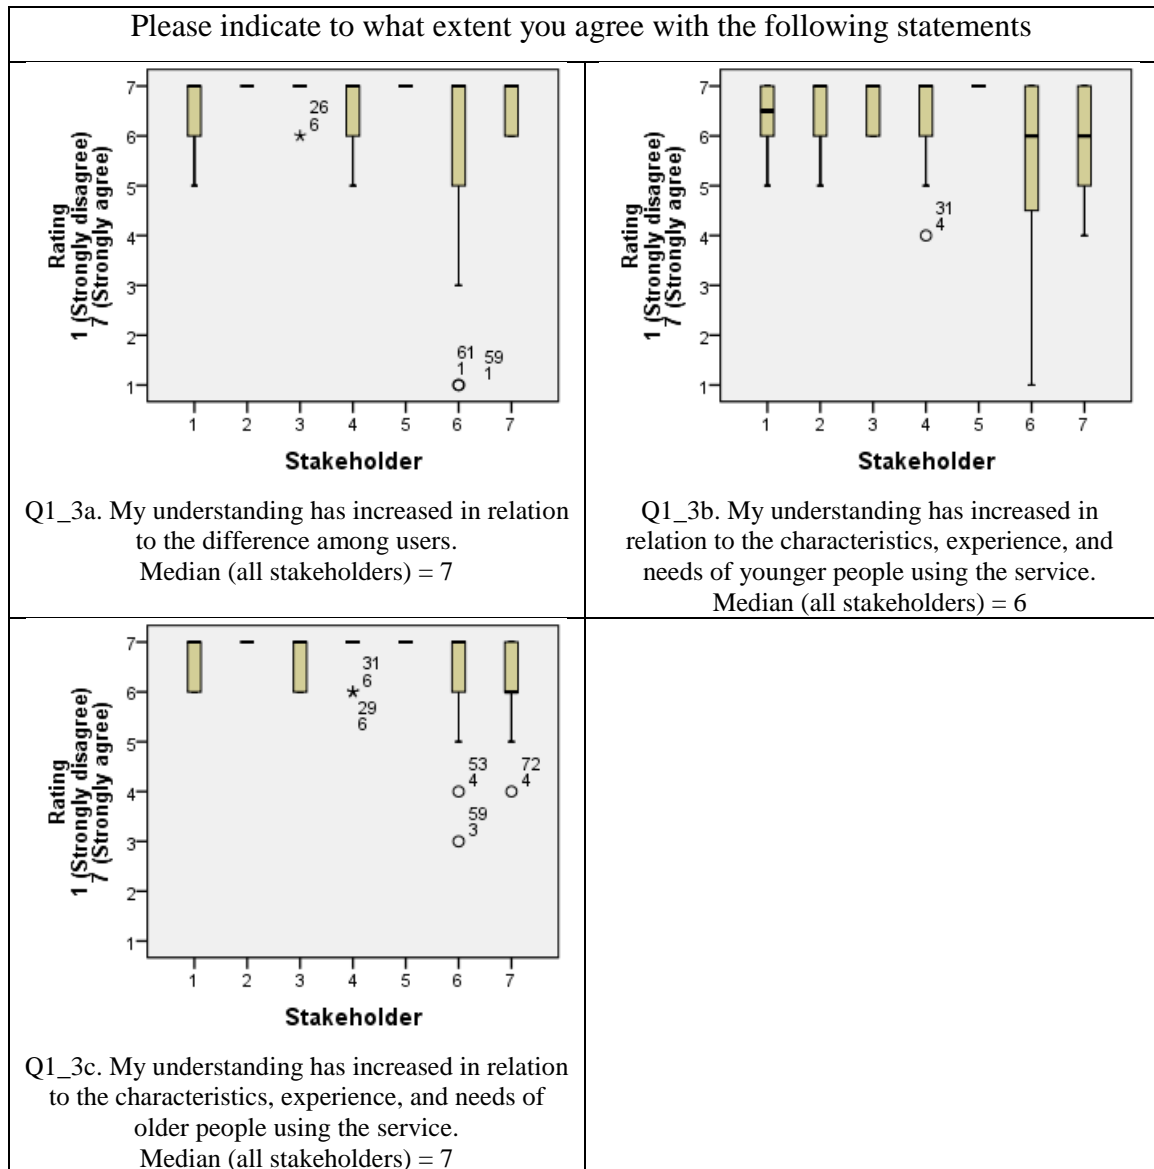 Please indicate to what extent you agree with the following statements
Rating
1 (Strongly disagree)
7 (Strongly agree)
7
6
5
4
3
2
1
26
6
61
1
59
1
1 2 3 4 5 6 7
Stakeholder
Q1_3a. My understanding has increased in relation
to the difference among users.
Median (all stakeholders) = 7
Rating
1 (Strongly disagree)
7 (Strongly agree)
7
6
5
4
3
2
1
31
4
1 2 3 4 5 6 7
Stakeholder
Q1_3b. My understanding has increased in
relation to the characteristics, experience, and
needs of younger people using the service.
Median (all stakeholders) = 6
Rating
1 (Strongly disagree)
7 (Strongly agree)
7
6
5
4
3
2
1
31
6
29
6
53
4
59
3
72
4
1 2 3 4 5 6 7
Stakeholder
Q1_3c. My understanding has increased in relation
to the characteristics, experience, and needs of
older people using the service.
Median (all stakeholders) = 7